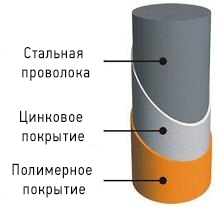 Стальная
проволока
Цинковое
покрытие
Полимерное
покрытие